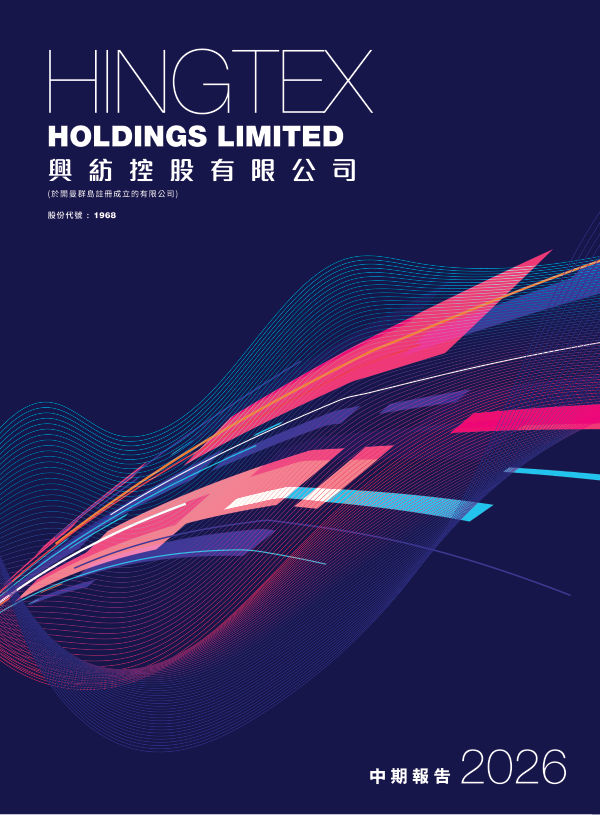 HINGTEX
HOLDINGS LIMITED
興紡控股有限公司
(於開曼群島註冊成立的有限公司)
股份代號：1968
中期報告 2026